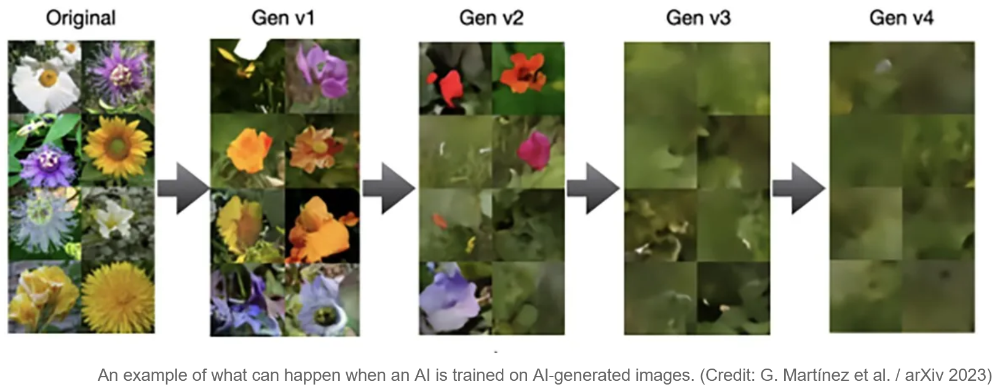 Original
Gen v1
Gen v2
Gen v3
Gen v4
An example of what can happen when an AI is trained on AI-generated images. (Credit: G. Martínez et al. / arXiv 2023)